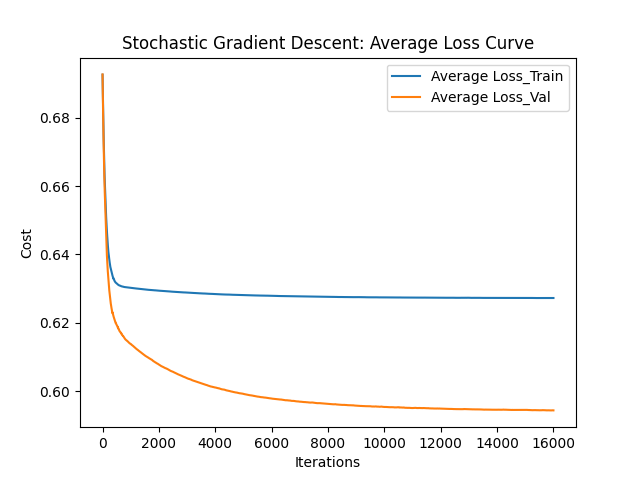 Stochastic Gradient Descent: Average Loss Curve
Average Loss_Train
Average Loss_Val
Cost
0.68
0.66
0.64
0.62
0.60
0 2000 4000 6000 8000 10000 12000 14000 16000
Iterations